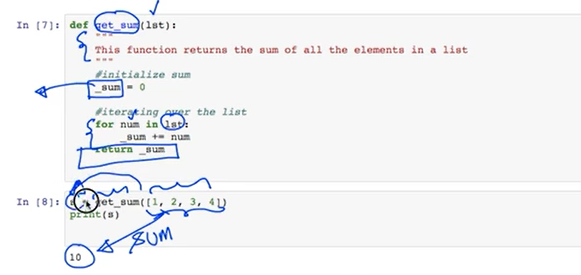 In [7]: def get_sum(lst):
"""
This function returns the sum of all the elements in a list
"""
#initialize sum
_sum = 0
#iterating over the list
for num in lst:
_sum += num
return _sum
In [8]: s = get_sum([1, 2, 3, 4])
print(s)
SUM
10